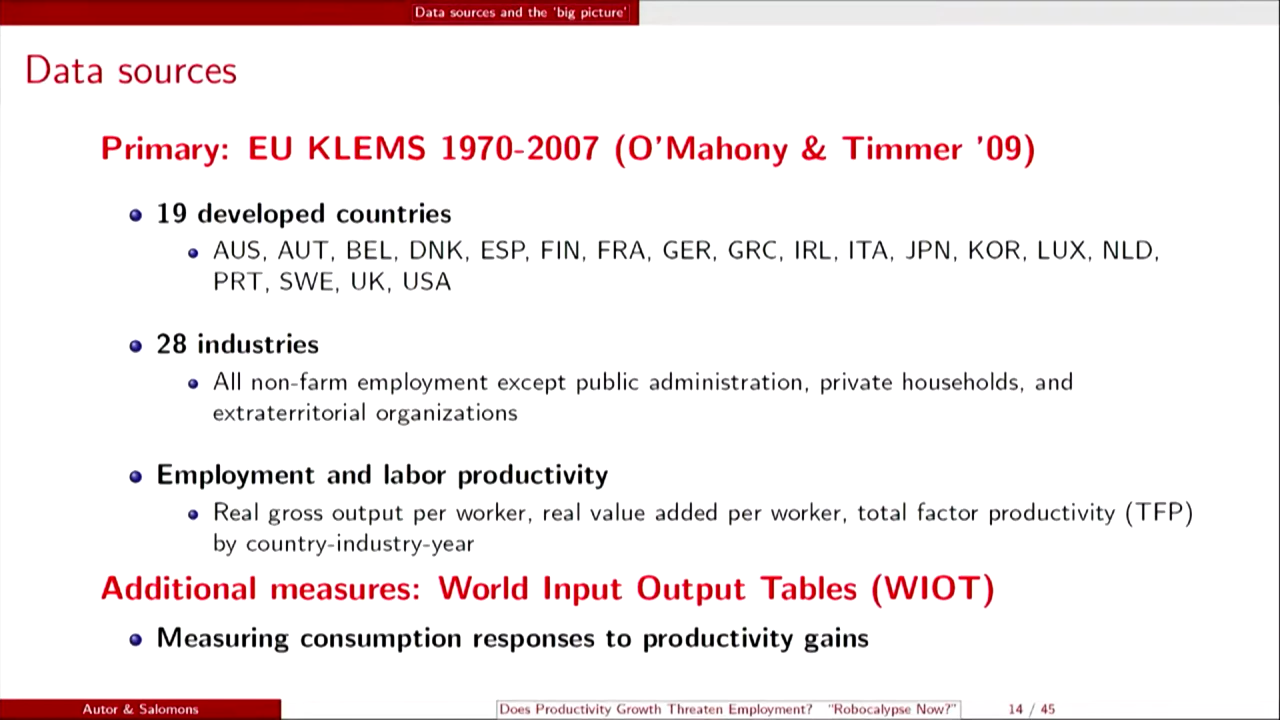 Data sources and the 'big picture'
Data sources
Primary: EU KLEMS 1970-2007 (O'Mahony & Timmer '09)
19 developed countries
AUS, AUT, BEL, DNK, ESP, FIN, FRA, GER, GRC, IRL, ITA, JPN, KOR, LUX, NLD,
PRT, SWE, UK, USA
28 industries
All non-farm employment except public administration, private households, and
extraterritorial organizations
Employment and labor productivity
Real gross output per worker, real value added per worker, total factor productivity (TFP)
by country-industry-year
Additional measures: World Input Output Tables (WIOT)
Measuring consumption responses to productivity gains
Autor & Salomons Does Productivity Growth Threaten Employment? "Robocalypse Now?" 14 / 45